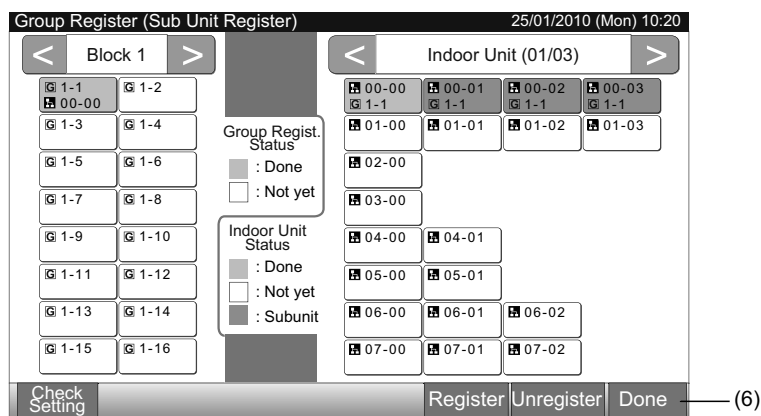 Group Register (Sub Unit Register) 25/01/2010 (Mon) 10:20
< Block 1 > < Indoor Unit (01/03) >
G 1-1 G 1-2
00-00
G 1-3 G 1-4
G 1-5 G 1-6
G 1-7 G 1-8
G 1-9 G 1-10
G 1-11 G 1-12
G 1-13 G 1-14
G 1-15 G 1-16
Group Regist.
Status
: Done
: Not yet
Indoor Unit
Status
: Done
: Not yet
: Subunit
00-00 00-01 00-02 00-03
G 1-1 G 1-1 G 1-1 G 1-1
01-00 01-01 01-02 01-03
02-00
03-00
04-00 04-01
05-00 05-01
06-00 06-01 06-02
07-00 07-01 07-02
Check
Setting
Register Unregister Done (6)